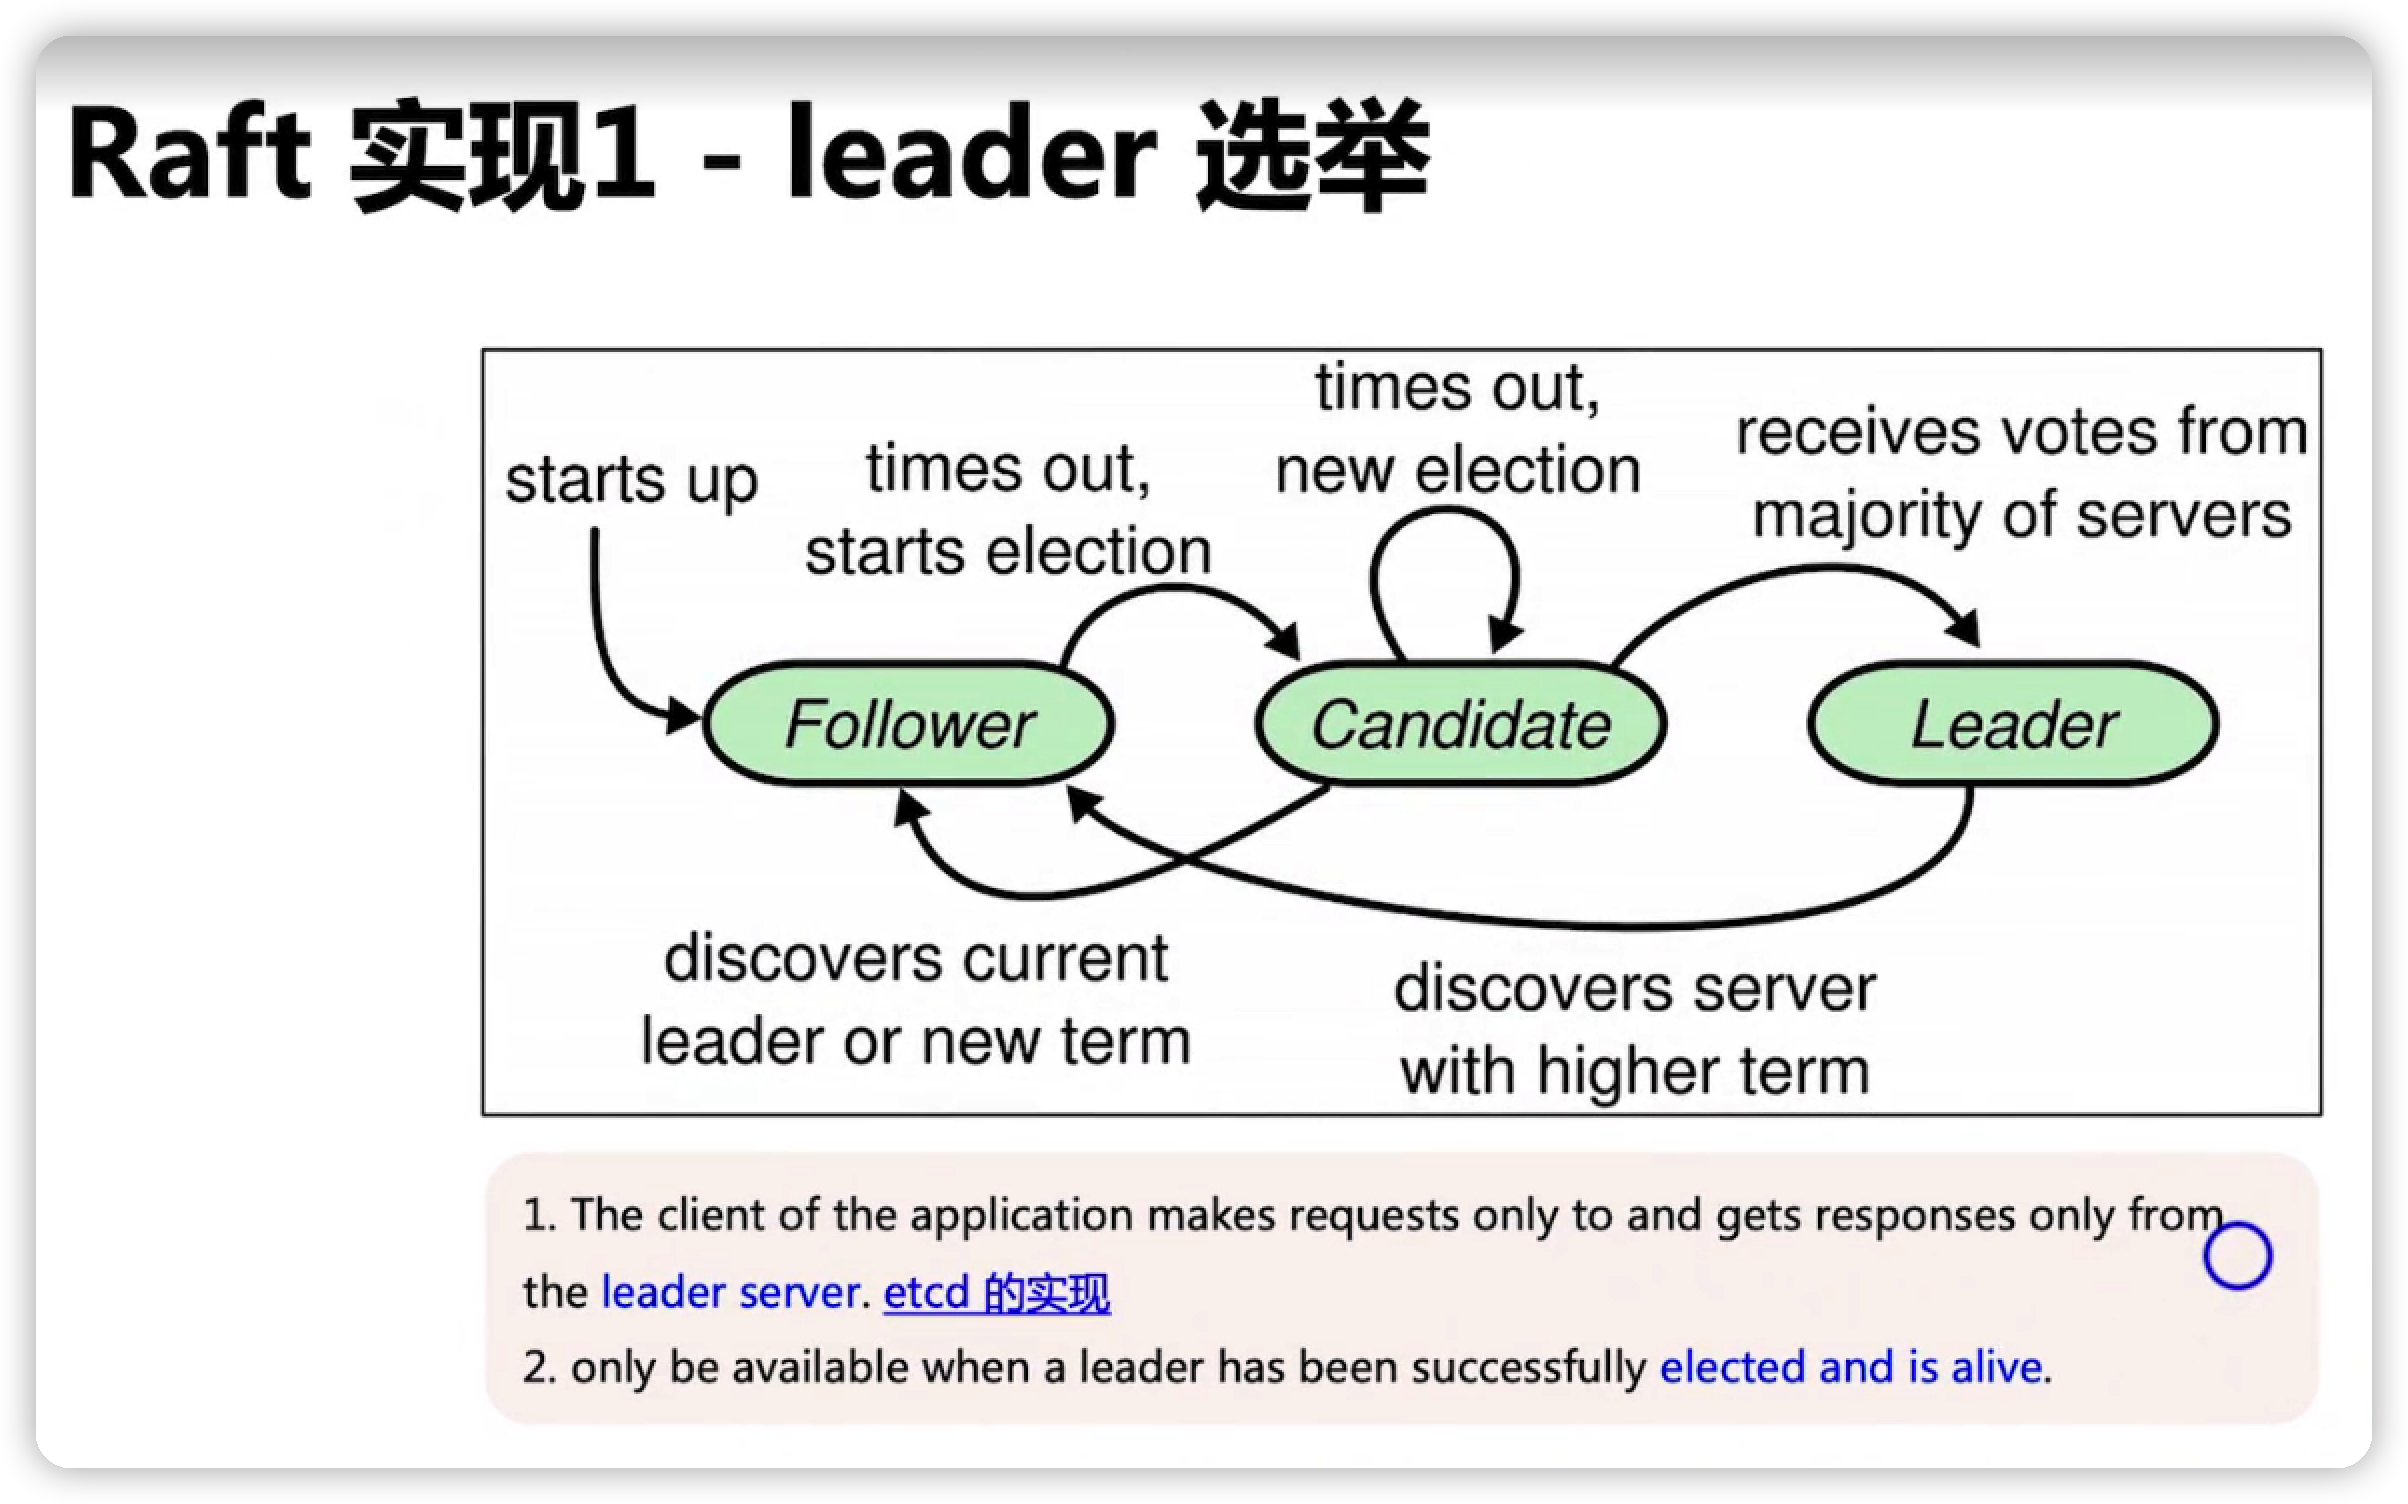 Raft 实现1 - leader 选举
starts up
times out,
starts election
times out,
new election
receives votes from
majority of servers
Follower
Candidate
Leader
discovers current
leader or new term
discovers server
with higher term
1. The client of the application makes requests only to and gets responses only from
the leader server. etcd 的实现
2. only be available when a leader has been successfully elected and is alive.